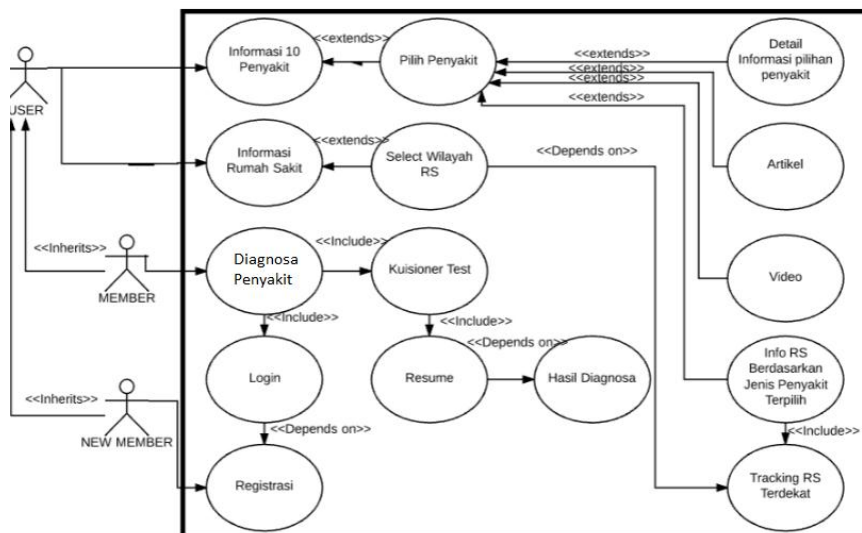 Informasi 10
Penyakit
<<extends>>
Pilih Penyakit
<<extends>>
<<extends>>
<<extends>>
<<extends>>
Detail
Informasi pilihan
penyakit
USER
Informasi
Rumah Sakit
<<extends>>
Select Wilayah
RS
<<Depends on>>
Artikel
<<Inherits>>
MEMBER
Diagnosa
Penyakit
<<Include>>
Kuisioner Test
Video
<<Include>>
<<Include>>
<<Depends on>>
Login
Resume
Hasil Diagnosa
Info RS
Berdasarkan
Jenis Penyakit
Terpilih
<<Inherits>>
NEW MEMBER
<<Depends on>>
<<Include>>
Registrasi
Tracking RS
Terdekat